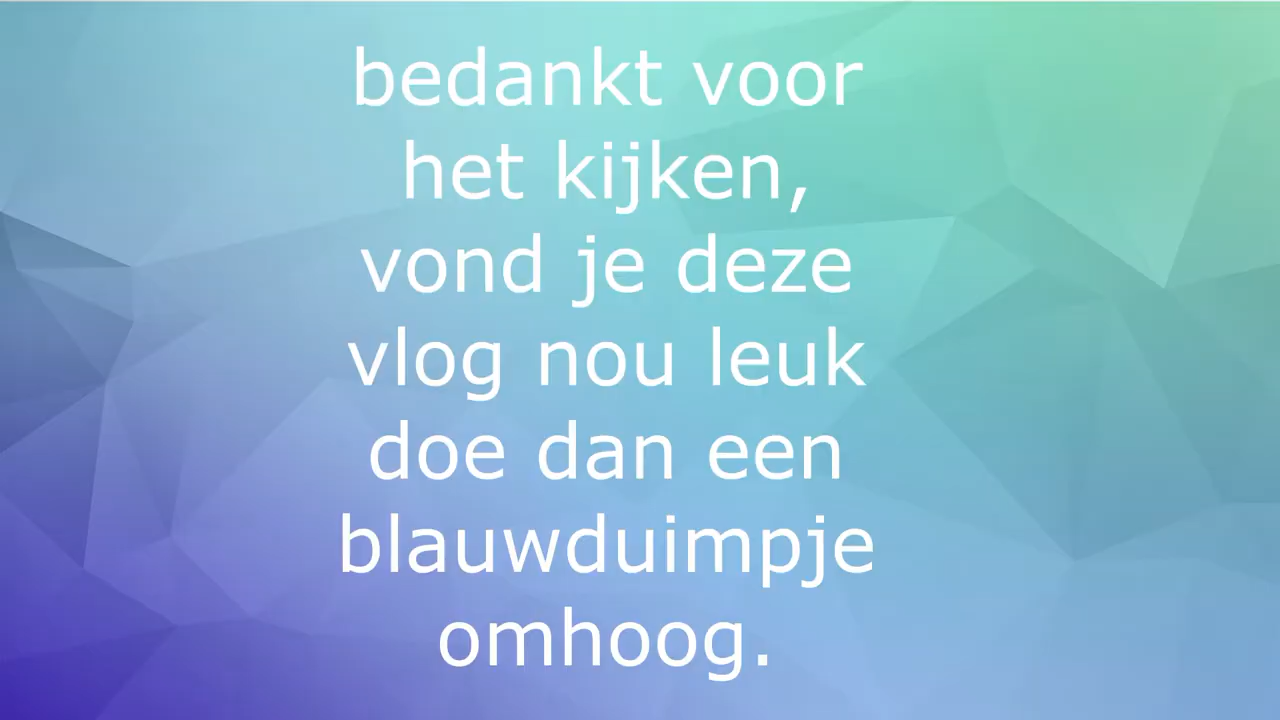 bedankt voor
het kijken,
vond je deze
vlog nou leuk
doe dan een
blauwduimpje
omhoog.